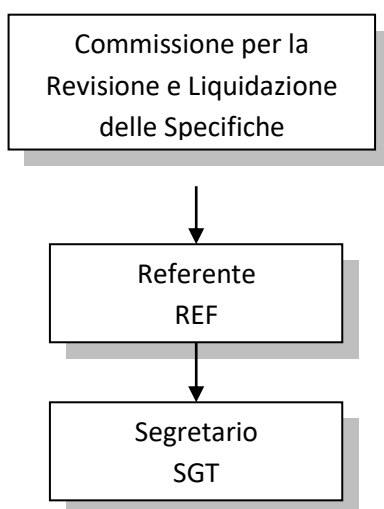 Commissione per la
Revisione e Liquidazione
delle Specifiche
Referente
REF
Segretario
SGT